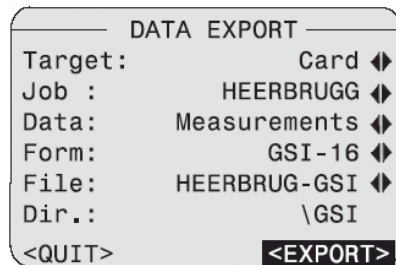 DATA EXPORT
Target: Card
Job : HEERBRUGG
Data: Measurements
Form: GSI-16
File: HEERBRUG-GSI
Dir.: \GSI
<QUIT> <EXPORT>